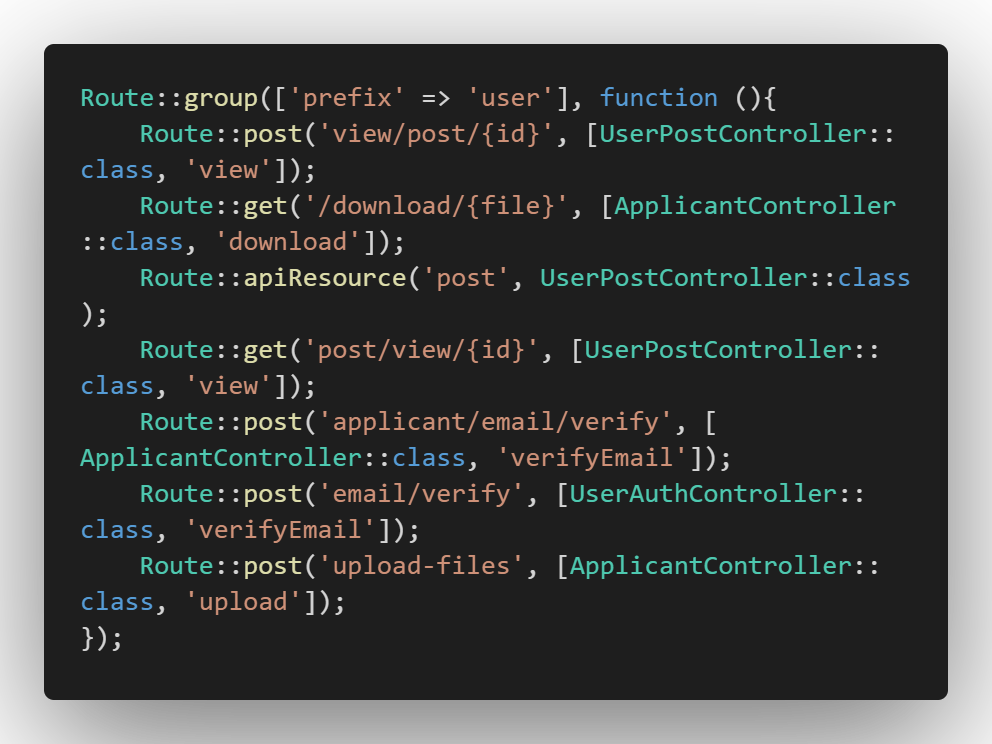 Route::group(['prefix' => 'user'], function (){
    Route::post('view/post/{id}', [UserPostController::
class, 'view']);
    Route::get('/download/{file}', [ApplicantController
::class, 'download']);
    Route::apiResource('post', UserPostController::class
);
    Route::get('post/view/{id}', [UserPostController::
class, 'view']);
    Route::post('applicant/email/verify', [
ApplicantController::class, 'verifyEmail']);
    Route::post('email/verify', [UserAuthController::
class, 'verifyEmail']);
    Route::post('upload-files', [ApplicantController::
class, 'upload']);
});